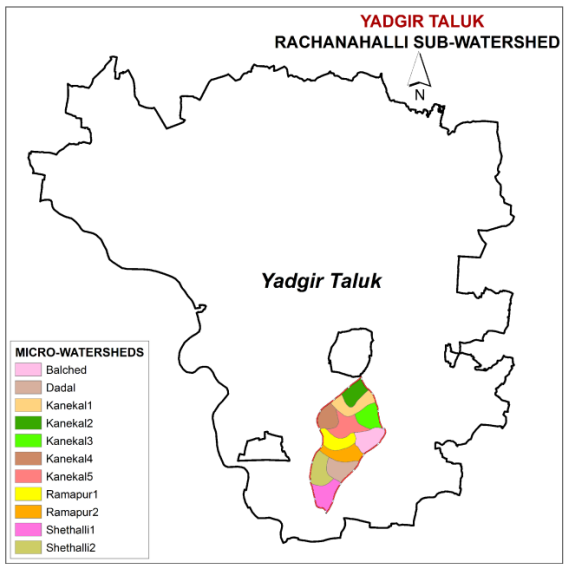 YADGIR TALUK
RACHANAHALLI SUB-WATERSHED
N
Yadgir Taluk
MICRO-WATERSHEDS
Balched
Dadal
Kanekal1
Kanekal2
Kanekal3
Kanekal4
Kanekal5
Ramapur1
Ramapur2
Shethalli1
Shethalli2